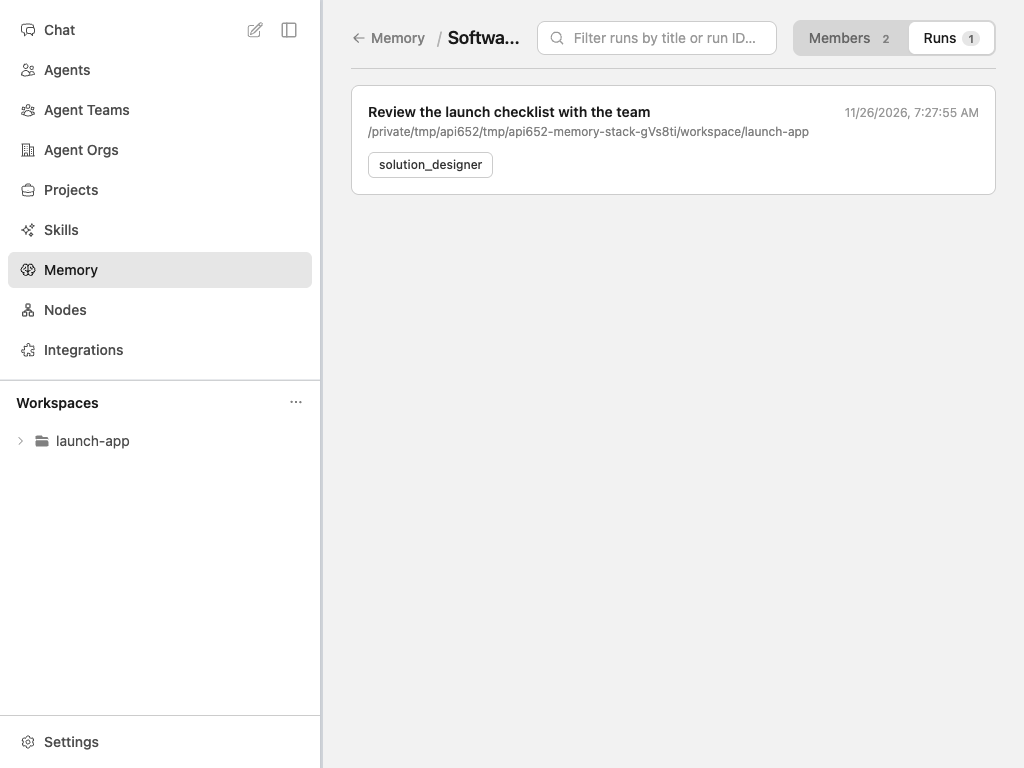 Chat
Agents
Agent Teams
Agent Orgs
Projects
Skills
Memory
Nodes
Integrations
Workspaces
launch-app
Settings
Memory / Softwa... Filter runs by title or run ID... Members 2 Runs 1
Review the launch checklist with the team 11/26/2026, 7:27:55 AM
/private/tmp/api652/tmp/api652-memory-stack-gVs8ti/workspace/launch-app
solution_designer